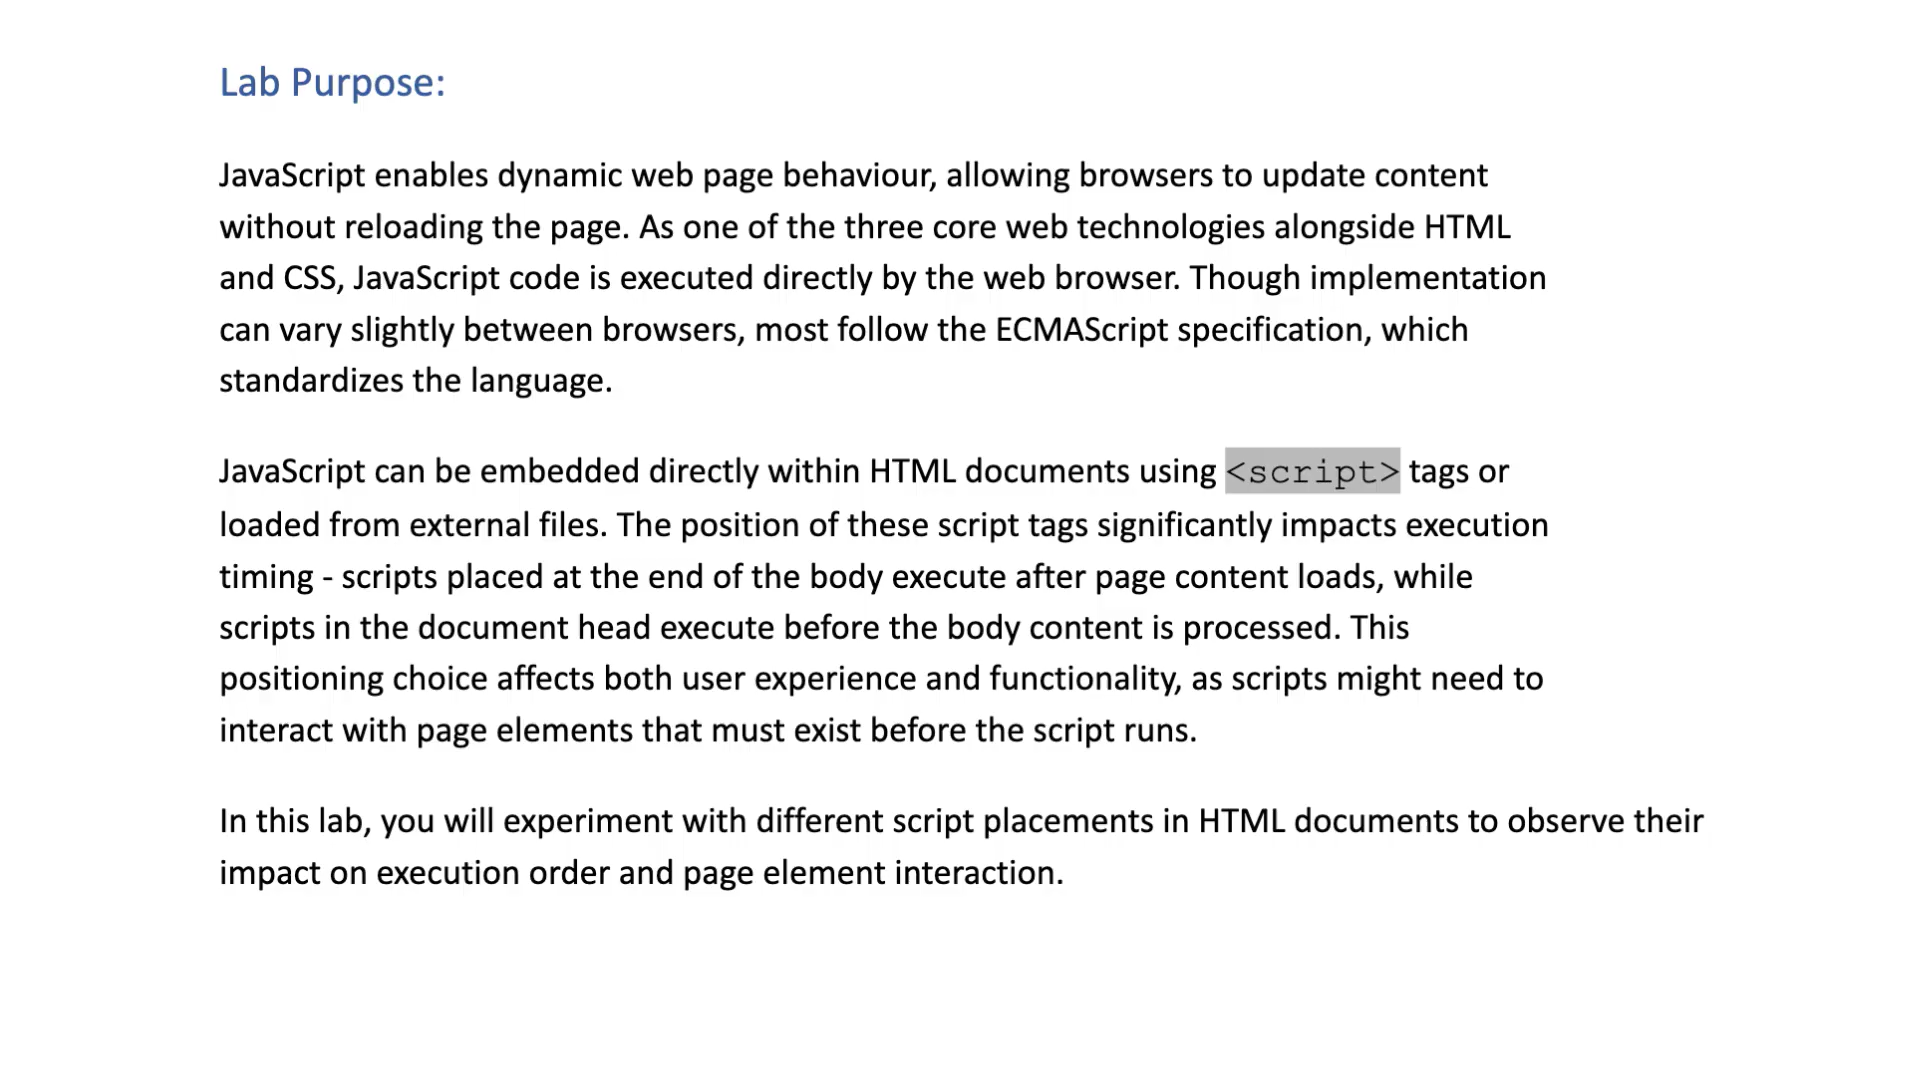 Lab Purpose:
JavaScript enables dynamic web page behaviour, allowing browsers to update content
without reloading the page. As one of the three core web technologies alongside HTML
and CSS, JavaScript code is executed directly by the web browser. Though implementation
can vary slightly between browsers, most follow the ECMAScript specification, which
standardizes the language.
JavaScript can be embedded directly within HTML documents using <script> tags or
loaded from external files. The position of these script tags significantly impacts execution
timing - scripts placed at the end of the body execute after page content loads, while
scripts in the document head execute before the body content is processed. This
positioning choice affects both user experience and functionality, as scripts might need to
interact with page elements that must exist before the script runs.
In this lab, you will experiment with different script placements in HTML documents to observe their
impact on execution order and page element interaction.